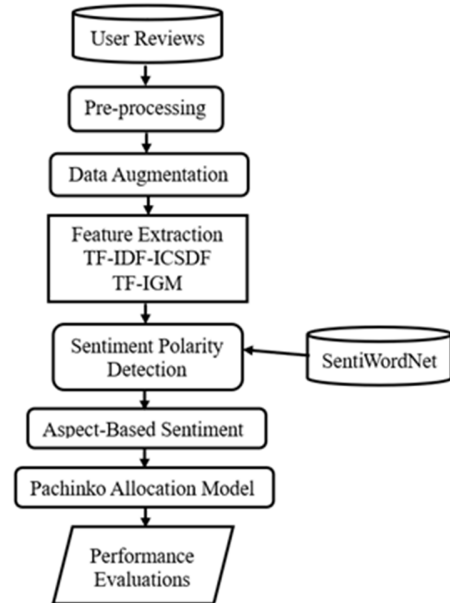 User Reviews
Pre-processing
Data Augmentation
Feature Extraction
TF-IDF-ICSDF
TF-IGM
Sentiment Polarity
Detection
SentiWordNet
Aspect-Based Sentiment
Pachinko Allocation Model
Performance
Evaluations